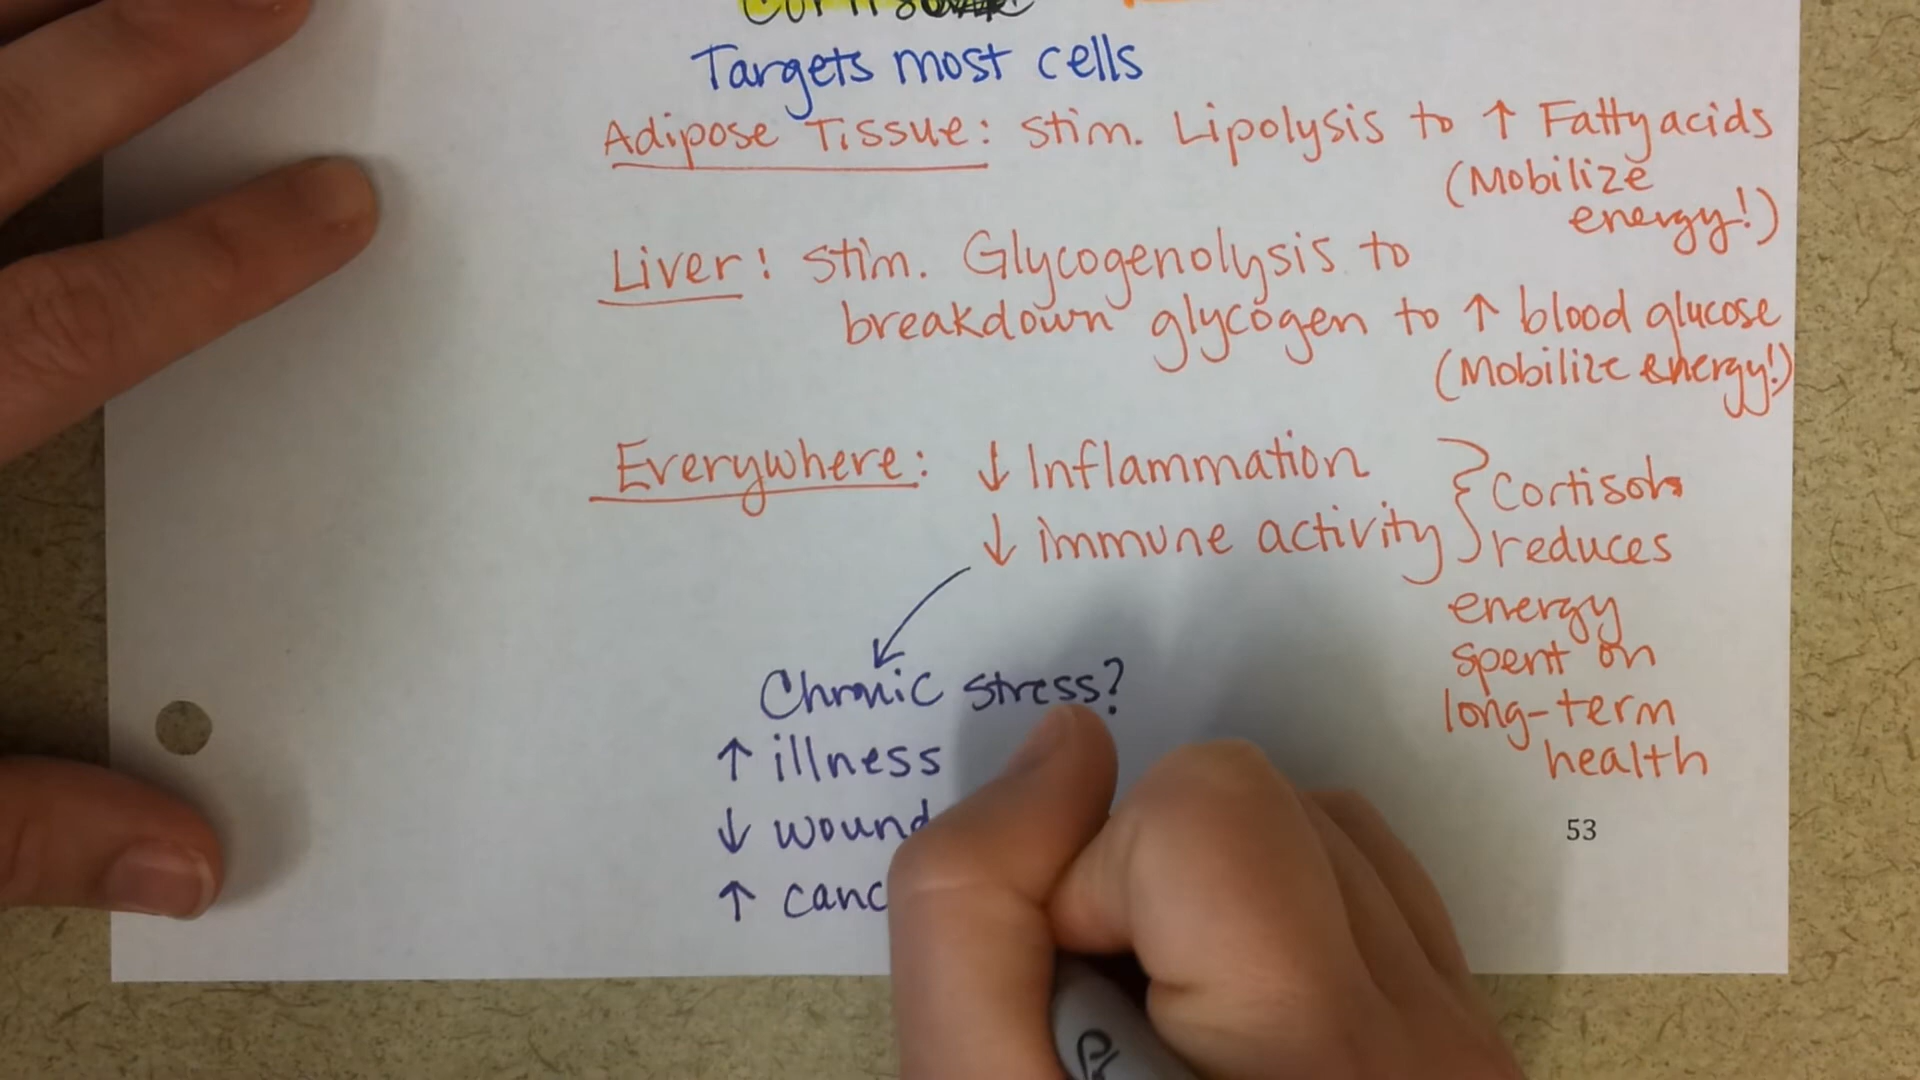 Targets most cells
Adipose Tissue: stim. Lipolysis to ↑ Fatty acids
(Mobilize
energy!)
Liver: stim. Glycogenolysis to
breakdown glycogen to ↑ blood glucose
(Mobilize energy!)
Everywhere: ↓ Inflammation
↓ immune activity
Cortisol
reduces
energy
spent on
long-term
health
Chronic stress?
↑ illness
↓ wound
↑ canc
53